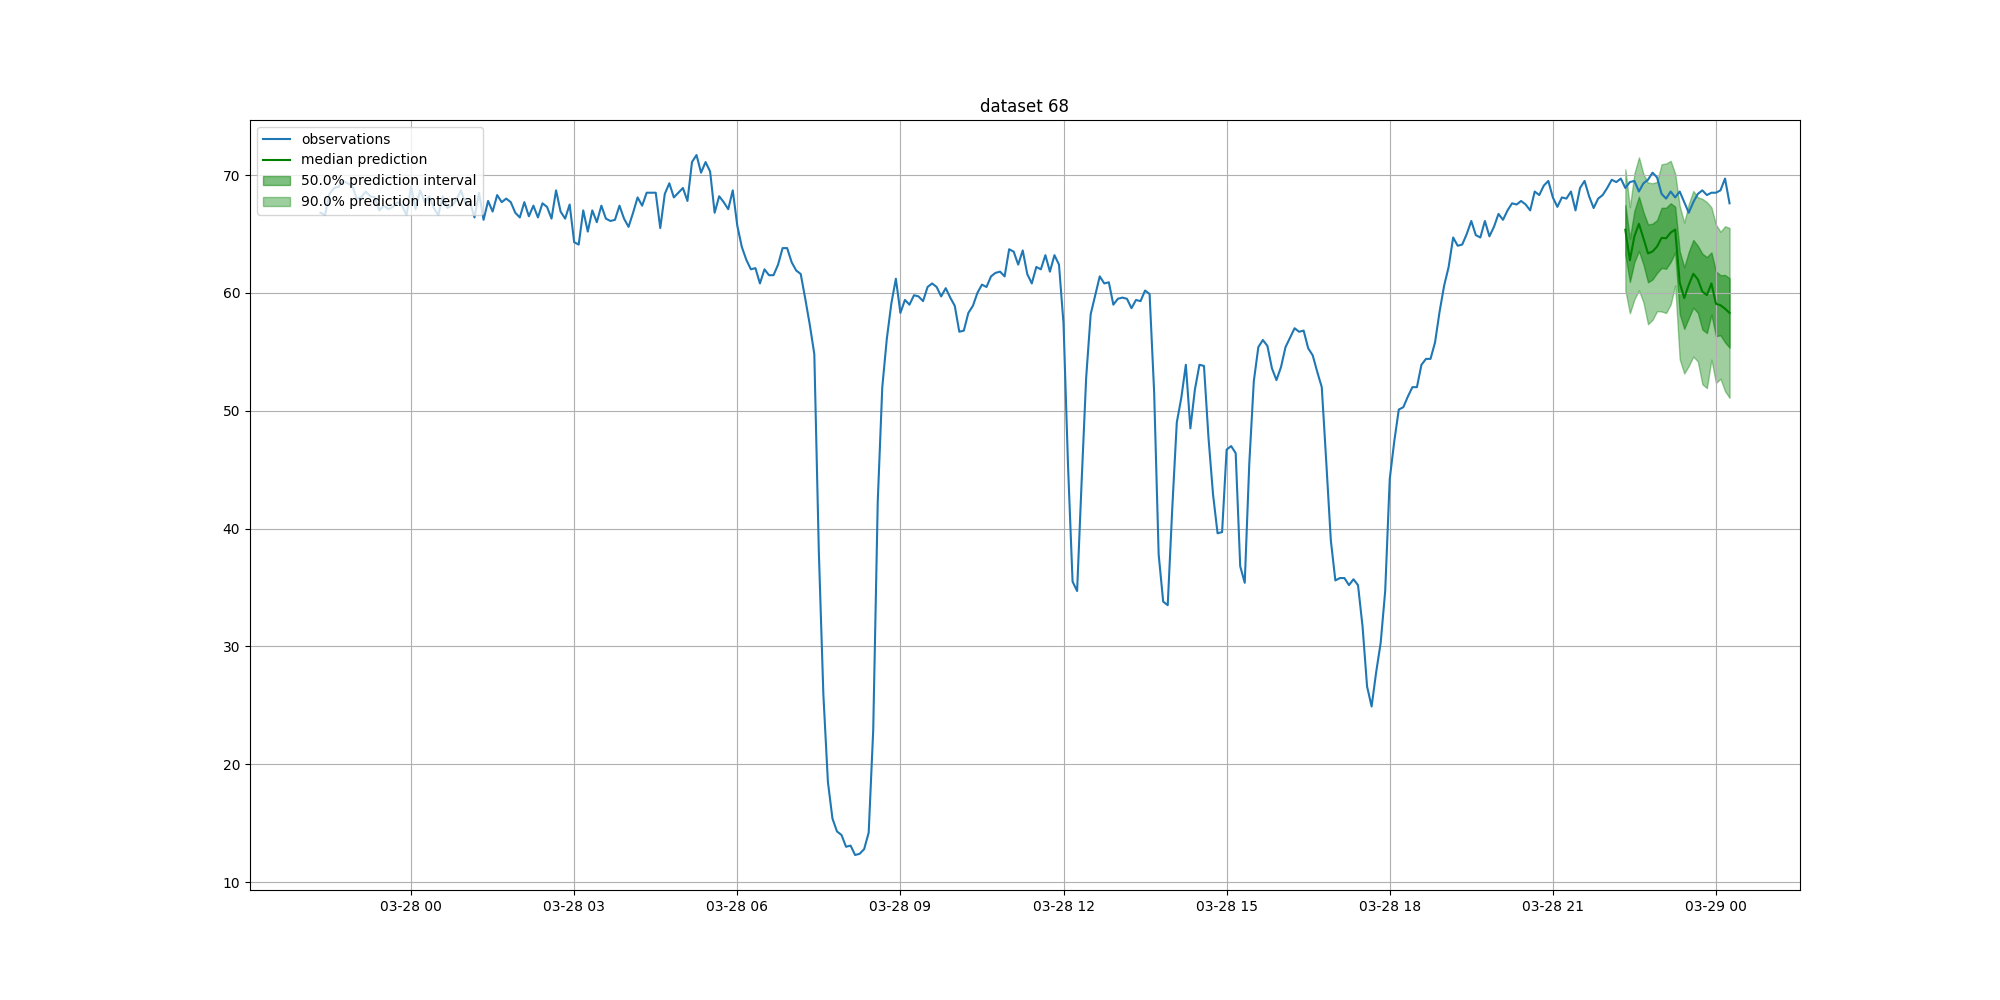 dataset 68
observations
median prediction
50.0% prediction interval
90.0% prediction interval
70
60
50
40
30
20
10
03-28 00 03-28 03 03-28 06 03-28 09 03-28 12 03-28 15 03-28 18 03-28 21 03-29 00